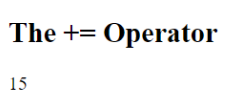 The += Operator
15